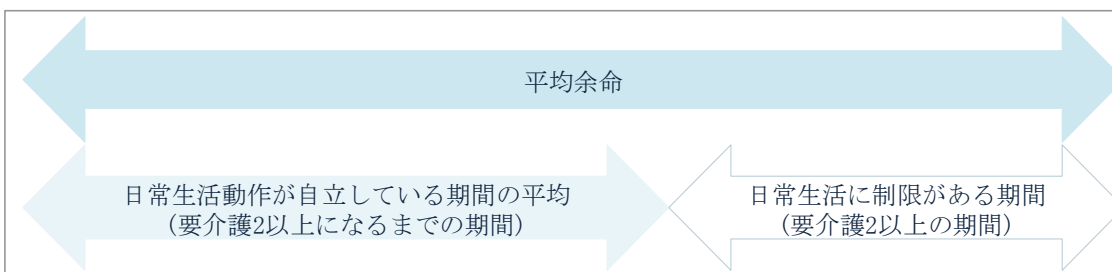 平均余命
日常生活動作が自立している期間の平均
(要介護2以上になるまでの期間)
日常生活に制限がある期間
(要介護2以上の期間)